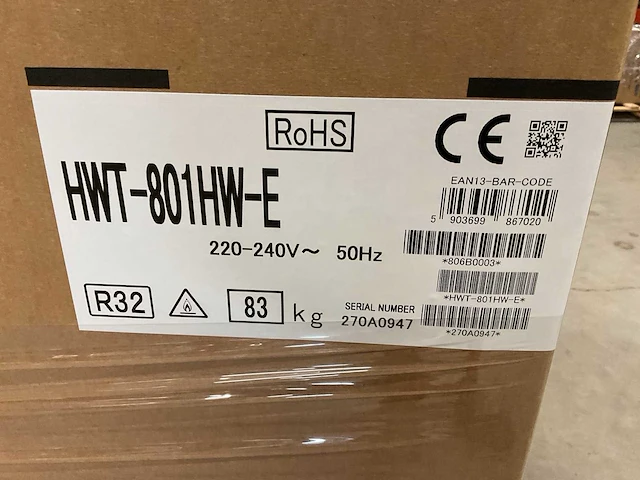 RoHS
CE
HWT-801HW-E
EAN13-BAR-CODE
5 903699 867020
220-240V～ 50Hz
*806B0003*
R32
83 kg
*HWT-801HW-E*
SERIAL NUMBER
270A0947
*270A0947*